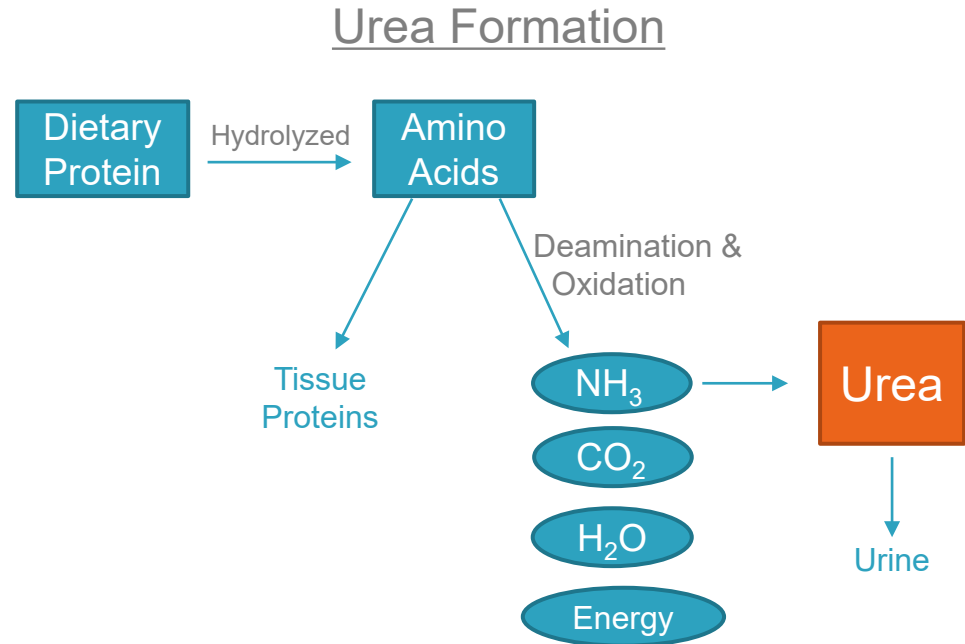 Urea Formation
Dietary
Protein
Hydrolyzed
Amino
Acids
Deamination &
Oxidation
Tissue
Proteins
NH₃
CO₂
H₂O
Energy
Urea
Urine